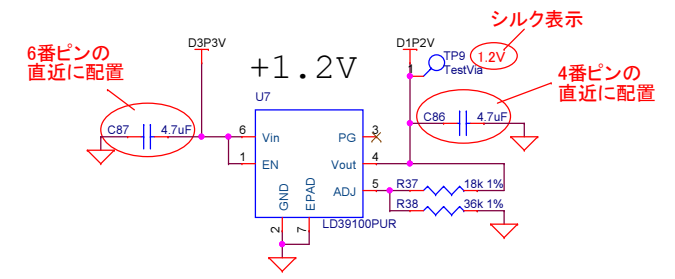 シルク表示
D3P3V
D1P2V
6番ピンの
直近に配置
+1.2V
TP9
1.2V
TestVia
1
4番ピンの
直近に配置
U7
C87
4.7uF
6
Vin
PG
3
C86
4.7uF
1
EN
Vout
4
ADJ
5
R37
18k 1%
R38
36k 1%
GND
EPAD
LD39100PUR
2
7